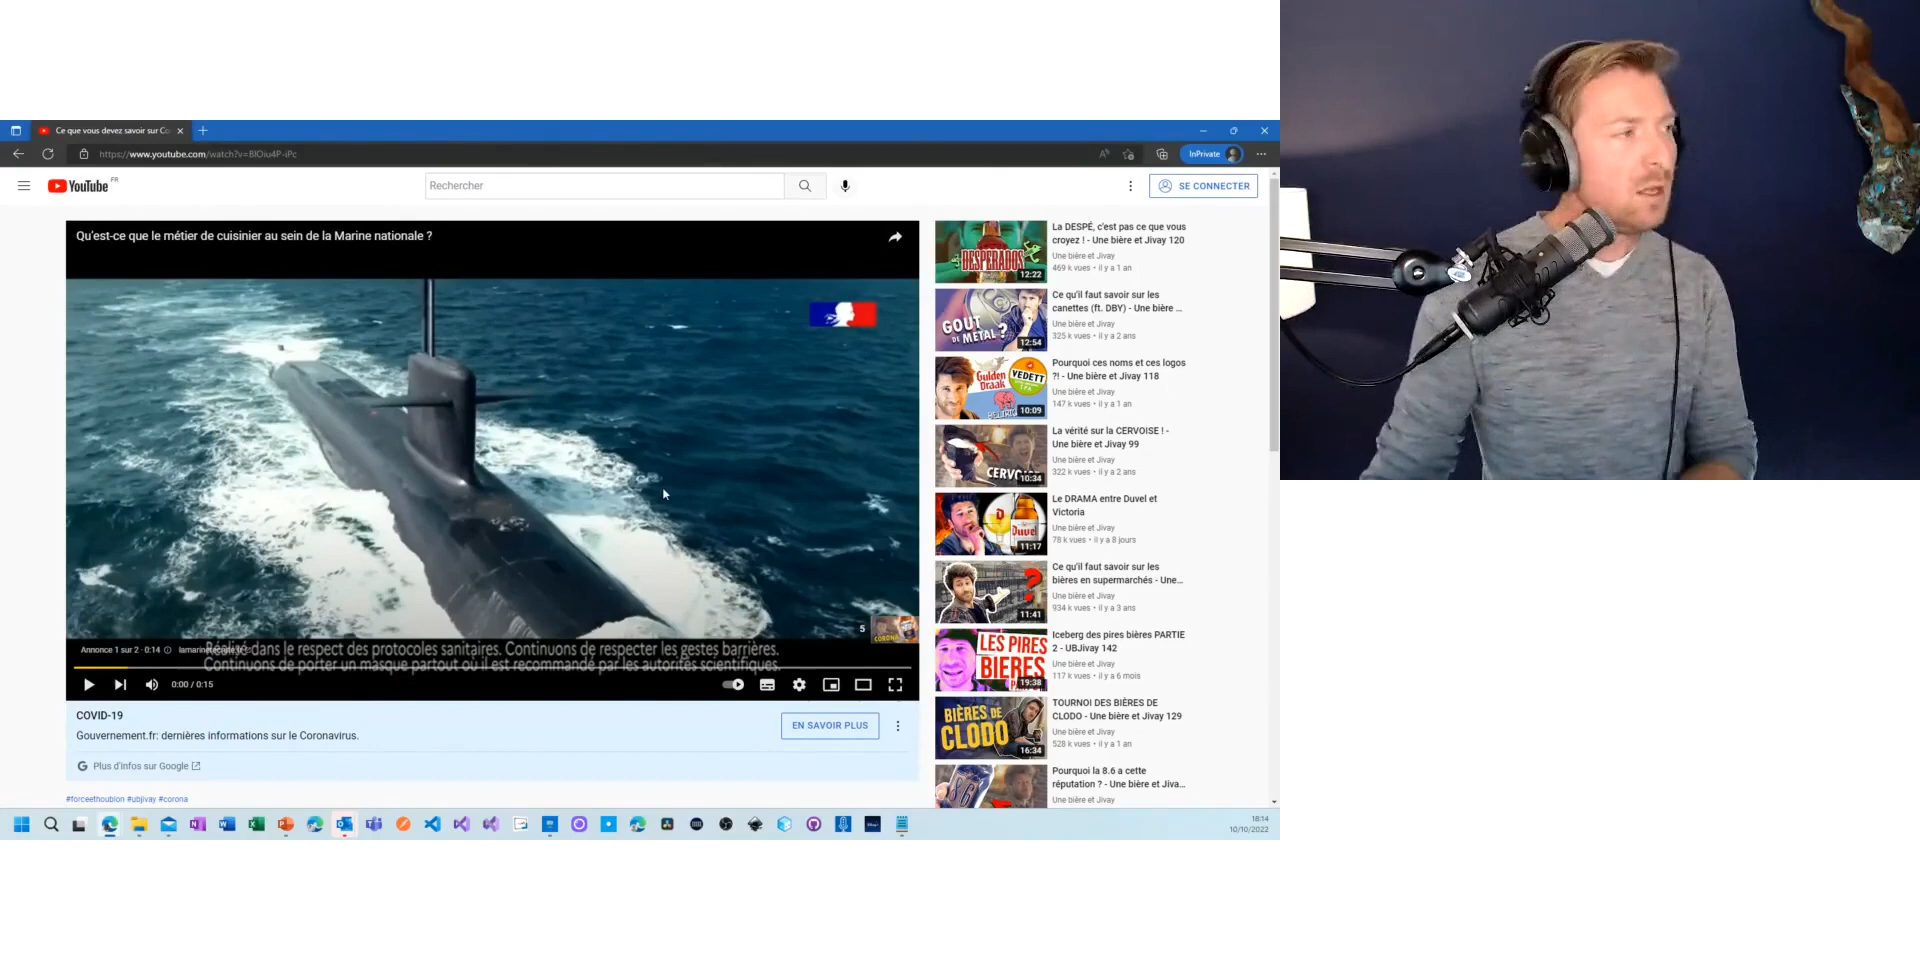 Ce que vous devez savoir sur Co
https://www.youtube.com/watch?v=BlOiu4P-iPc
InPrivate
YouTube FR
Rechercher
SE CONNECTER
Qu'est-ce que le métier de cuisinier au sein de la Marine nationale ?
5
CORONA
Annonce 1 sur 2 · 0:14
Réalisé dans le respect des protocoles sanitaires. Continuons de respecter les gestes barrières.
Continuons de porter un masque partout où il est recommandé par les autorités scientifiques.
0:00 / 0:15
COVID-19
Gouvernement.fr: dernières informations sur le Coronavirus.
EN SAVOIR PLUS
Plus d'infos sur Google
#forceethoublon #ubjivay #corona
DESPERADOS
12:22
La DESPÉ, c'est pas ce que vous
croyez ! - Une bière et Jivay 120
Une bière et Jivay
469 k vues • il y a 1 an
GOUT
DE METAL ?
12:54
Ce qu'il faut savoir sur les
canettes (ft. DBY) - Une bière ...
Une bière et Jivay
325 k vues • il y a 2 ans
Gulden
Draak
VEDETT
10:09
Pourquoi ces noms et ces logos
?! - Une bière et Jivay 118
Une bière et Jivay
147 k vues • il y a 1 an
CERVO
10:34
La vérité sur la CERVOISE ! -
Une bière et Jivay 99
Une bière et Jivay
322 k vues • il y a 2 ans
Duvel
11:17
Le DRAMA entre Duvel et
Victoria
Une bière et Jivay
78 k vues • il y a 8 jours
?
11:41
Ce qu'il faut savoir sur les
bières en supermarchés - Une...
Une bière et Jivay
934 k vues • il y a 3 ans
LES PIRES
BIERES
19:38
Iceberg des pires bières PARTIE
2 - UBJivay 142
Une bière et Jivay
117 k vues • il y a 6 mois
BIÈRES DE
CLODO
16:34
TOURNOI DES BIÈRES DE
CLODO - Une bière et Jivay 129
Une bière et Jivay
528 k vues • il y a 1 an
8.6
Pourquoi la 8.6 a cette
réputation ? - Une bière et Jiva...
Une bière et Jivay
18:14
10/10/2022